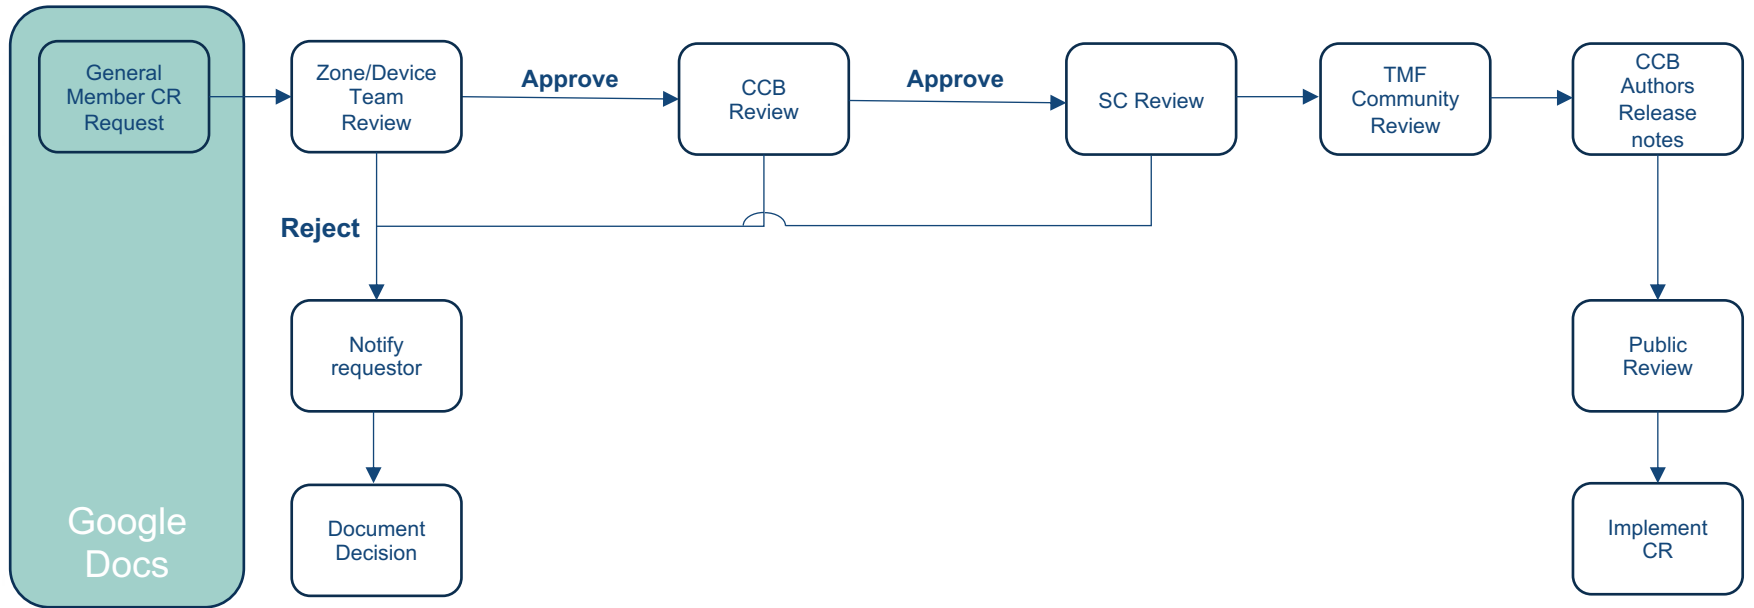 General
Member CR
Request
Zone/Device
Team
Review
Approve
CCB
Review
Approve
SC Review
TMF
Community
Review
CCB
Authors
Release
notes
Reject
Notify
requestor
Public
Review
Google
Docs
Document
Decision
Implement
CR